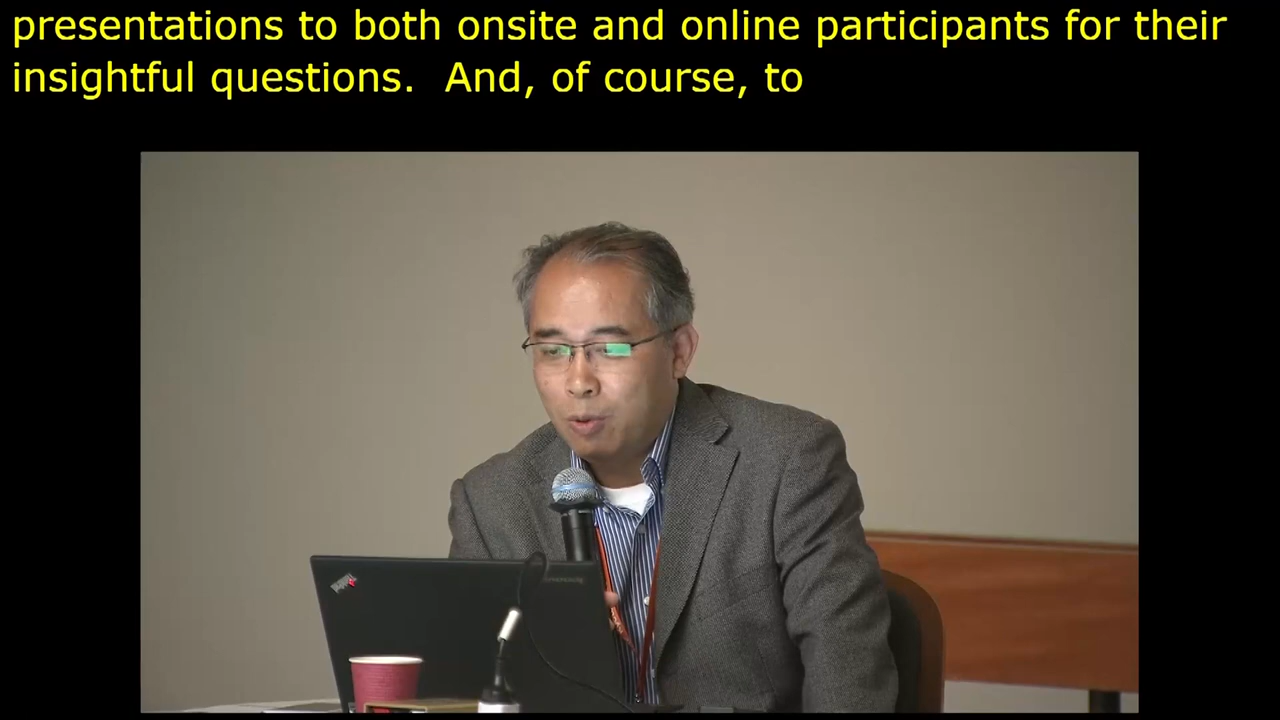 presentations to both onsite and online participants for their
insightful questions.  And, of course, to